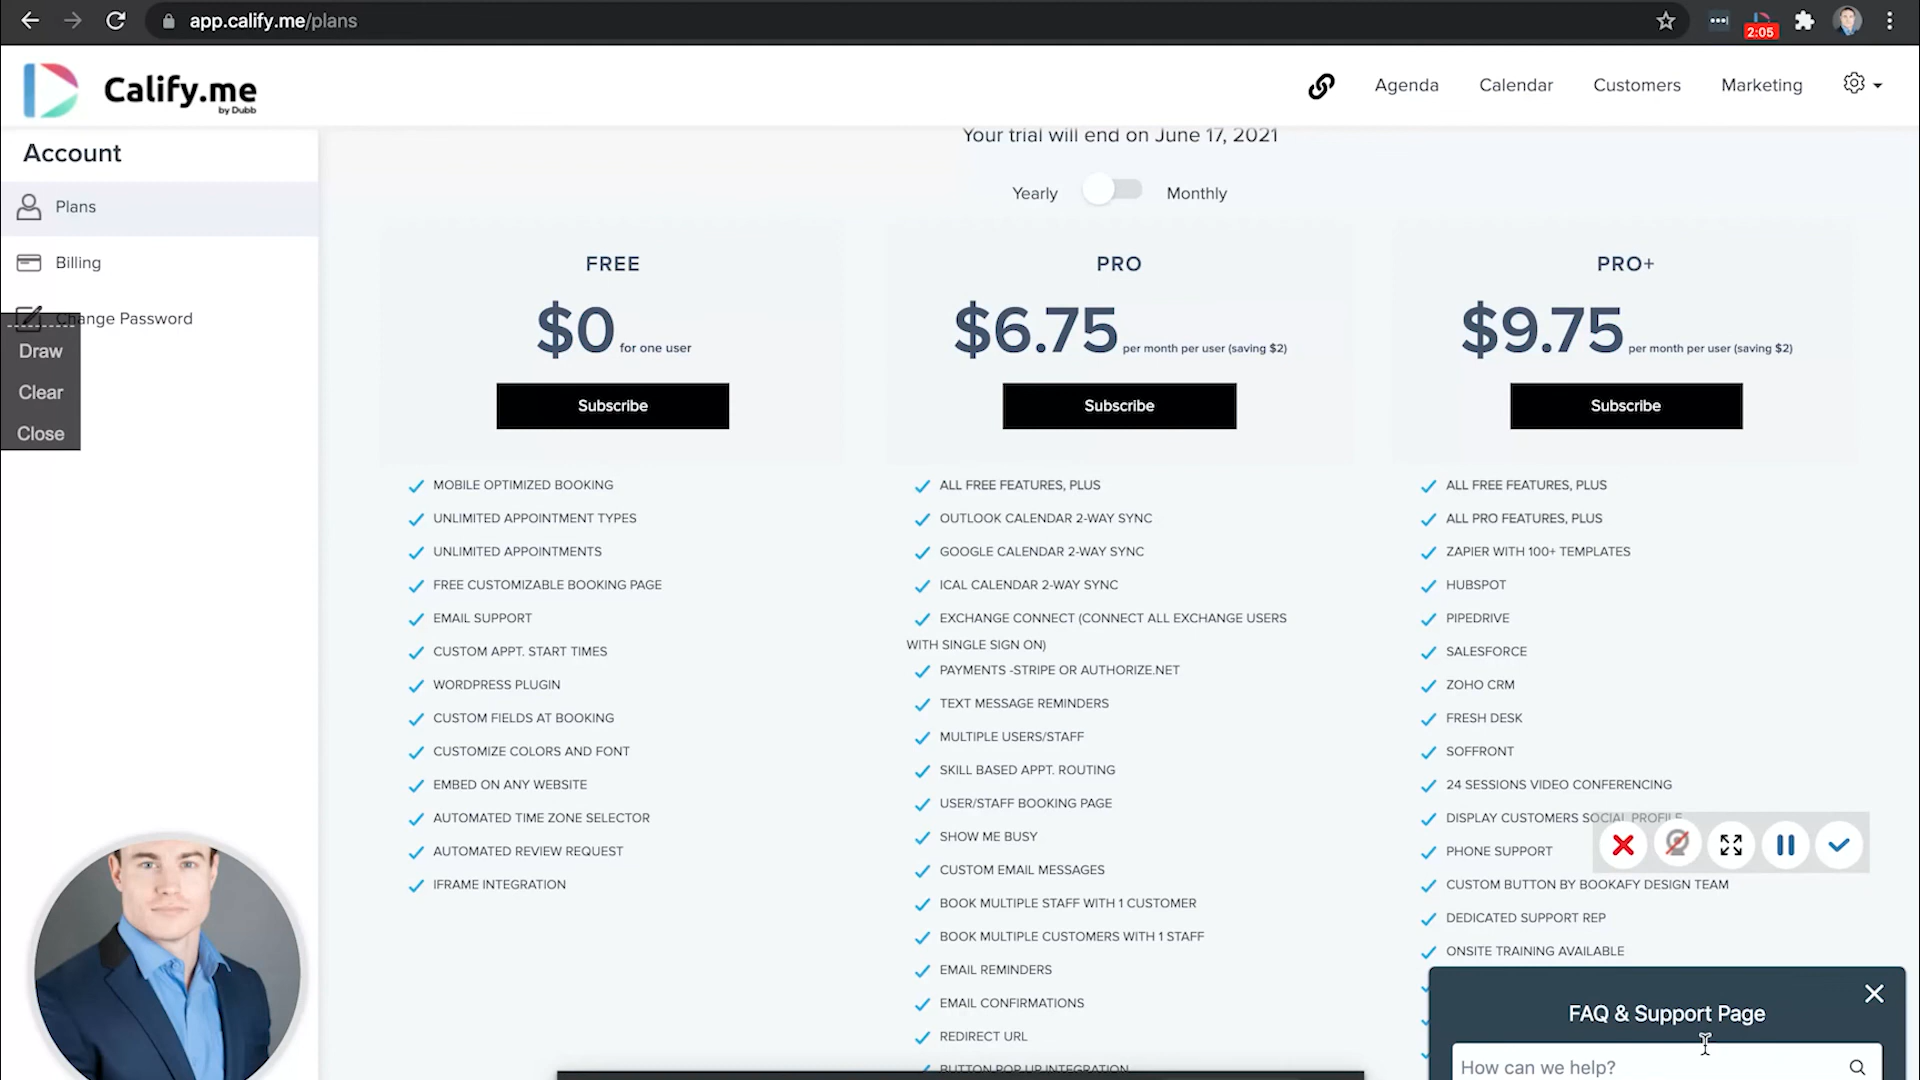 app.calify.me/plans
2:05
Calify.me
by Dubb
Agenda
Calendar
Customers
Marketing
Account
Plans
Billing
Change Password
Draw
Clear
Close
Your trial will end on June 17, 2021
Yearly
Monthly
FREE
$0 for one user
Subscribe
MOBILE OPTIMIZED BOOKING
UNLIMITED APPOINTMENT TYPES
UNLIMITED APPOINTMENTS
FREE CUSTOMIZABLE BOOKING PAGE
EMAIL SUPPORT
CUSTOM APPT. START TIMES
WORDPRESS PLUGIN
CUSTOM FIELDS AT BOOKING
CUSTOMIZE COLORS AND FONT
EMBED ON ANY WEBSITE
AUTOMATED TIME ZONE SELECTOR
AUTOMATED REVIEW REQUEST
IFRAME INTEGRATION
PRO
$6.75 per month per user (saving $2)
Subscribe
ALL FREE FEATURES, PLUS
OUTLOOK CALENDAR 2-WAY SYNC
GOOGLE CALENDAR 2-WAY SYNC
ICAL CALENDAR 2-WAY SYNC
EXCHANGE CONNECT (CONNECT ALL EXCHANGE USERS
WITH SINGLE SIGN ON)
PAYMENTS -STRIPE OR AUTHORIZE.NET
TEXT MESSAGE REMINDERS
MULTIPLE USERS/STAFF
SKILL BASED APPT. ROUTING
USER/STAFF BOOKING PAGE
SHOW ME BUSY
CUSTOM EMAIL MESSAGES
BOOK MULTIPLE STAFF WITH 1 CUSTOMER
BOOK MULTIPLE CUSTOMERS WITH 1 STAFF
EMAIL REMINDERS
EMAIL CONFIRMATIONS
REDIRECT URL
BUTTON POP UP INTEGRATION
PRO+
$9.75 per month per user (saving $2)
Subscribe
ALL FREE FEATURES, PLUS
ALL PRO FEATURES, PLUS
ZAPIER WITH 100+ TEMPLATES
HUBSPOT
PIPEDRIVE
SALESFORCE
ZOHO CRM
FRESH DESK
SOFFRONT
24 SESSIONS VIDEO CONFERENCING
DISPLAY CUSTOMERS SOCIAL PROFILE
PHONE SUPPORT
CUSTOM BUTTON BY BOOKAFY DESIGN TEAM
DEDICATED SUPPORT REP
ONSITE TRAINING AVAILABLE
FAQ & Support Page
How can we help?